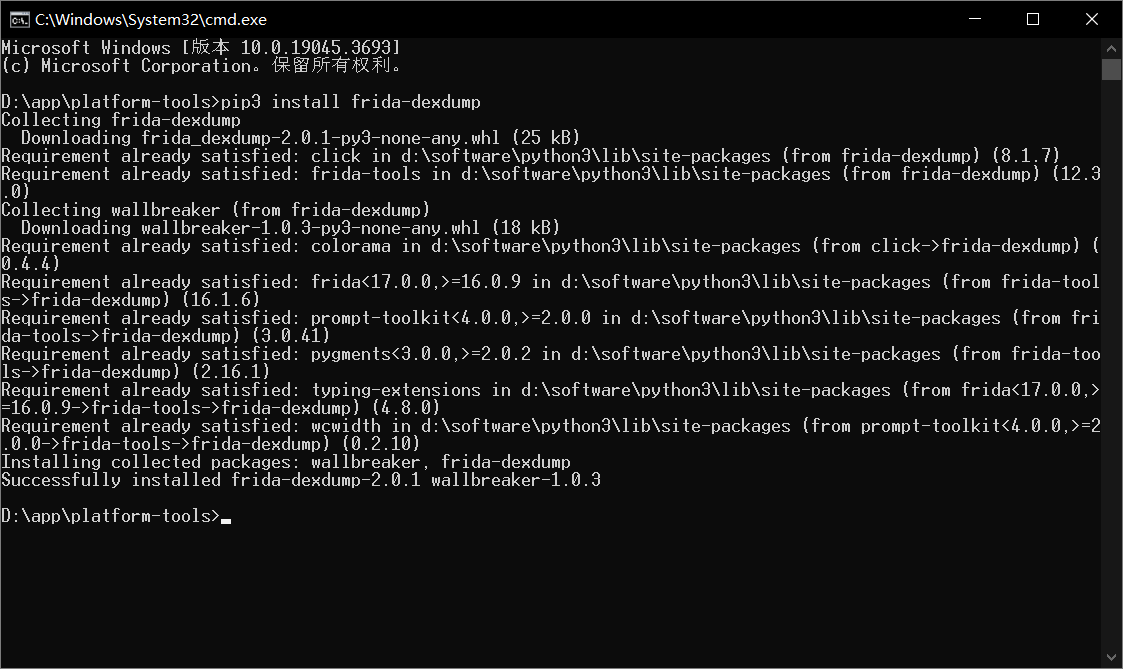 C:\Windows\System32\cmd.exe
Microsoft Windows [版本 10.0.19045.3693]
(c) Microsoft Corporation。保留所有权利。
D:\app\platform-tools>pip3 install frida-dexdump
Collecting frida-dexdump
  Downloading frida_dexdump-2.0.1-py3-none-any.whl (25 kB)
Requirement already satisfied: click in d:\software\python3\lib\site-packages (from frida-dexdump) (8.1.7)
Requirement already satisfied: frida-tools in d:\software\python3\lib\site-packages (from frida-dexdump) (12.3
.0)
Collecting wallbreaker (from frida-dexdump)
  Downloading wallbreaker-1.0.3-py3-none-any.whl (18 kB)
Requirement already satisfied: colorama in d:\software\python3\lib\site-packages (from click->frida-dexdump) (
0.4.4)
Requirement already satisfied: frida<17.0.0,>=16.0.9 in d:\software\python3\lib\site-packages (from frida-tool
s->frida-dexdump) (16.1.6)
Requirement already satisfied: prompt-toolkit<4.0.0,>=2.0.0 in d:\software\python3\lib\site-packages (from fri
da-tools->frida-dexdump) (3.0.41)
Requirement already satisfied: pygments<3.0.0,>=2.0.2 in d:\software\python3\lib\site-packages (from frida-too
ls->frida-dexdump) (2.16.1)
Requirement already satisfied: typing-extensions in d:\software\python3\lib\site-packages (from frida<17.0.0,>
=16.0.9->frida-tools->frida-dexdump) (4.8.0)
Requirement already satisfied: wcwidth in d:\software\python3\lib\site-packages (from prompt-toolkit<4.0.0,>=2
.0.0->frida-tools->frida-dexdump) (0.2.10)
Installing collected packages: wallbreaker, frida-dexdump
Successfully installed frida-dexdump-2.0.1 wallbreaker-1.0.3
D:\app\platform-tools>